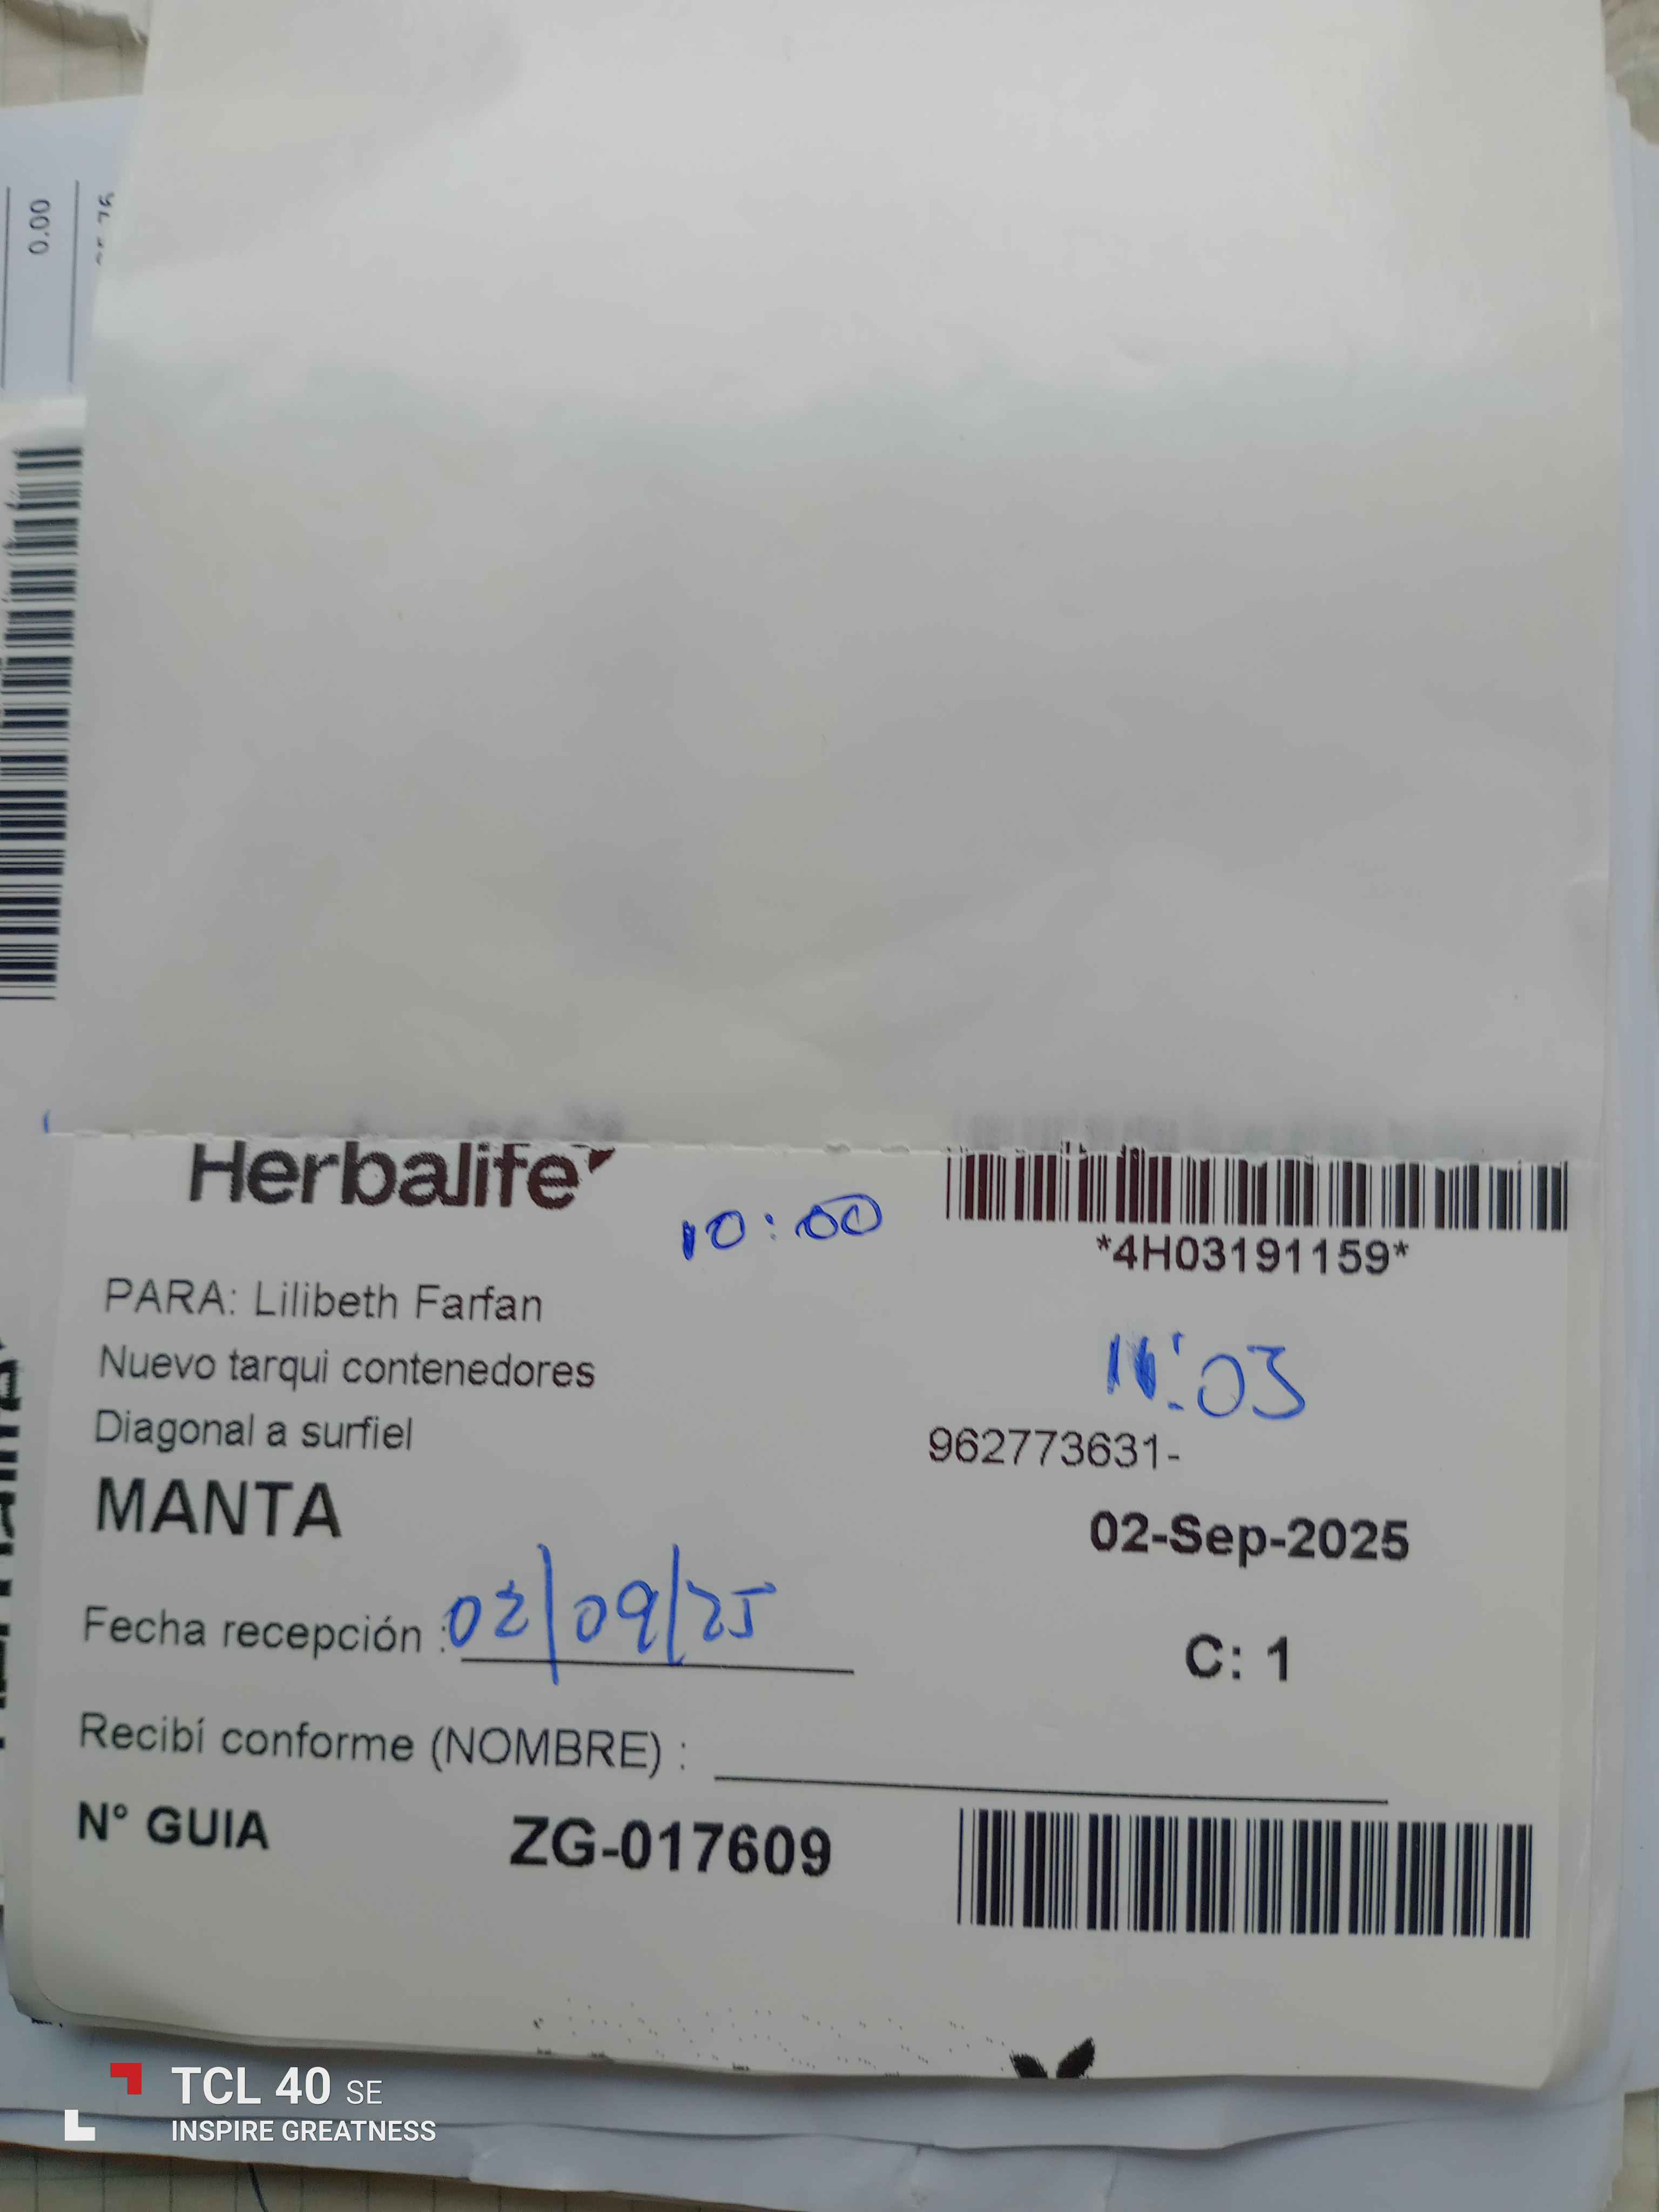 0.00
Herbalife
10:00
*4H03191159*
PARA: Lilibeth Farfan
Nuevo tarqui contenedores
11:03
Diagonal a surfiel
962773631-
MANTA
02-Sep-2025
Fecha recepción : 02/09/25
C: 1
Recibí conforme (NOMBRE) :
N° GUIA ZG-017609
TCL 40 SE
INSPIRE GREATNESS